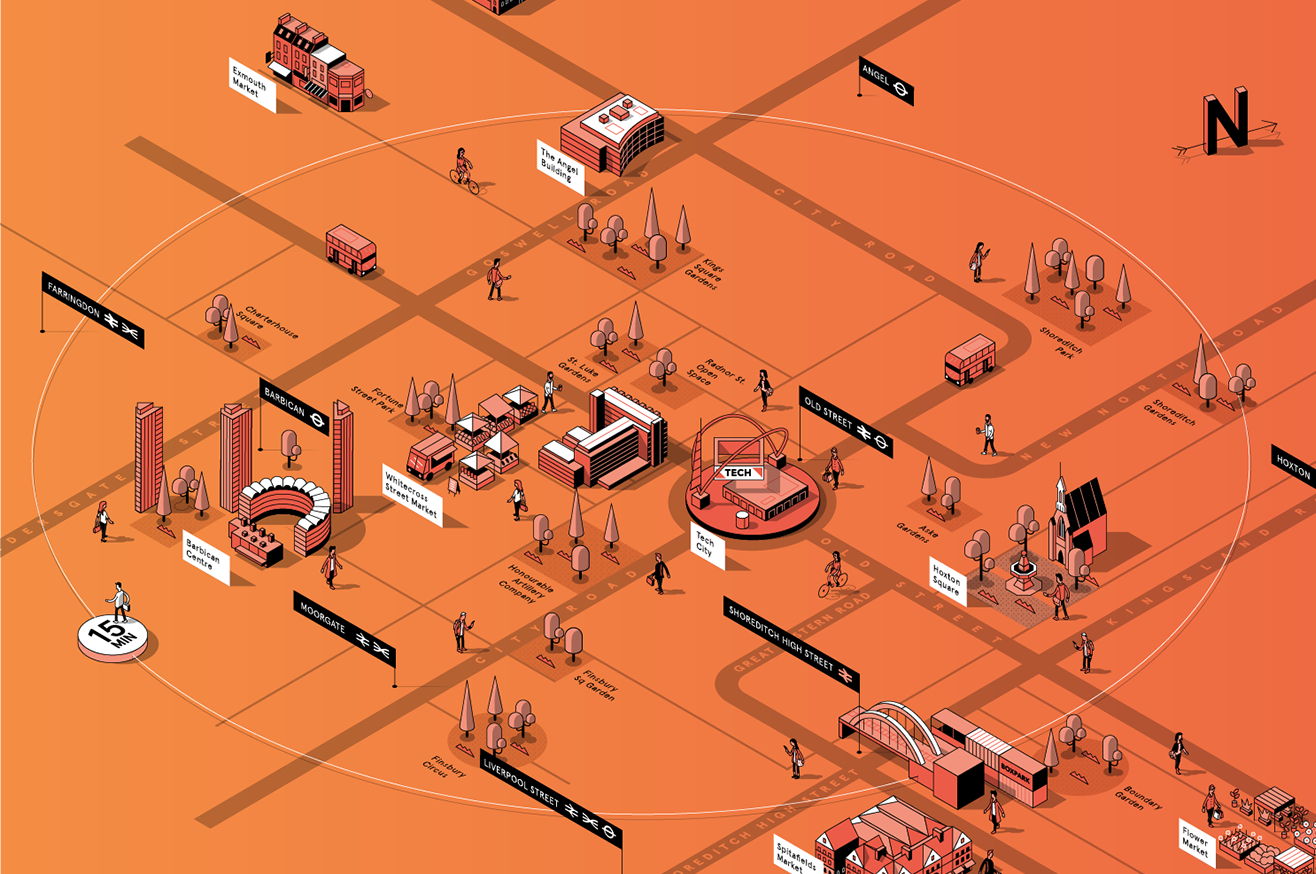 Exmouth
Market
ANGEL
N
The Angel
Building
GOSWELL ROAD
CITY ROAD
Kings
Square
Gardens
FARRINGDON
Charterhouse
Square
Shoreditch
Park
NEW NORTH ROAD
Shoreditch
Gardens
St. Luke
Gardens
Radnor St
Open
Space
Fortune
Street Park
BARBICAN
OLD STREET
TECH
HOXTON
Whitecross
Street Market
Tech
City
Aske
Gardens
Barbican
Centre
Honourable
Artillery
Company
Hoxton
Square
OLD STREET
KINGSLAND R
15
MIN
MOORGATE
CITY ROAD
SHOREDITCH HIGH STREET
GREAT EASTERN ROAD
Finsbury
Sq Garden
Finsbury
Circus
LIVERPOOL STREET
BOXPARK
Boundary
Garden
OREDITCH HIGH STREET
Spitafields
Market
Flower
Market